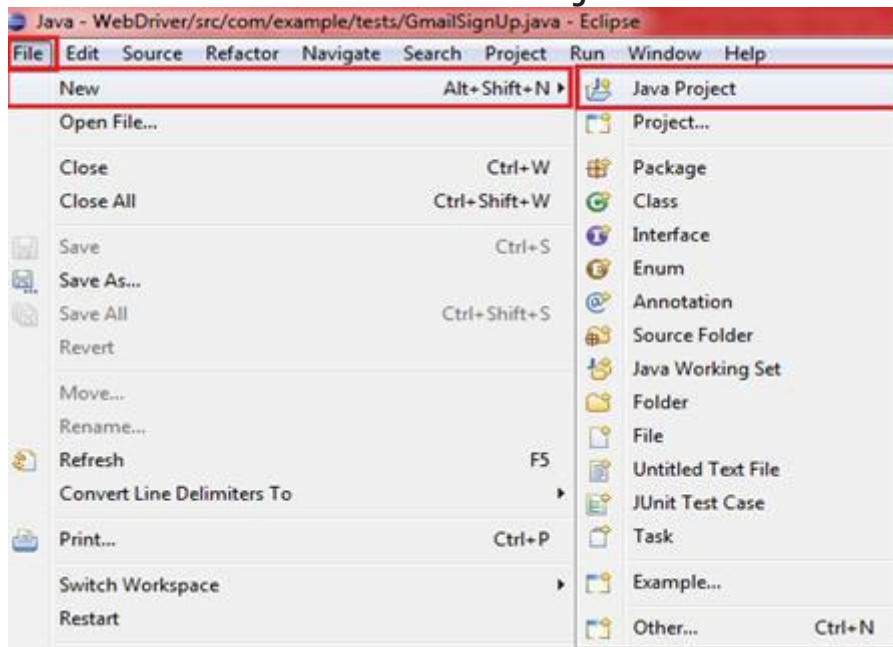 Java - WebDriver/src/com/example/tests/GmailSignUp.java - Eclipse
File Edit Source Refactor Navigate Search Project Run Window Help
New Alt+Shift+N
Open File...
Close Ctrl+W
Close All Ctrl+Shift+W
Save Ctrl+S
Save As...
Save All Ctrl+Shift+S
Revert
Move...
Rename...
Refresh F5
Convert Line Delimiters To
Print... Ctrl+P
Switch Workspace
Restart
Java Project
Project...
Package
Class
Interface
Enum
Annotation
Source Folder
Java Working Set
Folder
File
Untitled Text File
JUnit Test Case
Task
Example...
Other... Ctrl+N